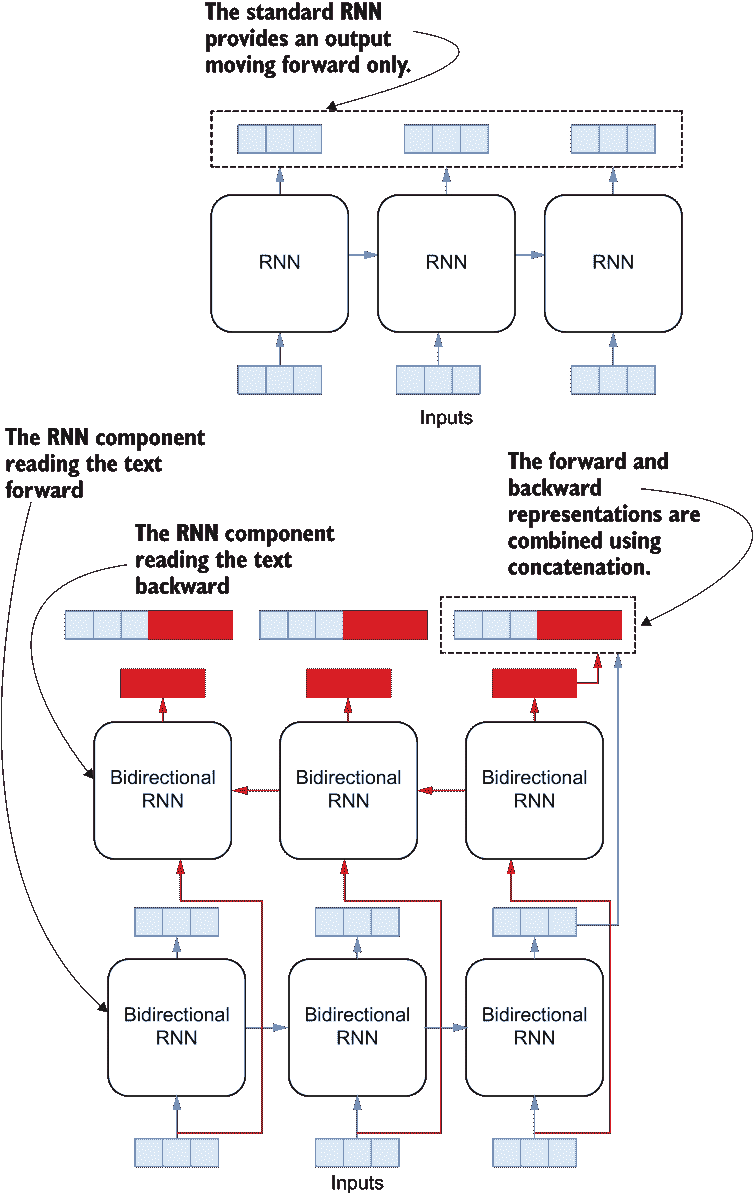 The standard RNN
provides an output
moving forward only.
RNN
RNN
RNN
Inputs
The RNN component
reading the text
forward
The RNN component
reading the text
backward
The forward and
backward
representations are
combined using
concatenation.
Bidirectional
RNN
Bidirectional
RNN
Bidirectional
RNN
Bidirectional
RNN
Bidirectional
RNN
Bidirectional
RNN
Inputs